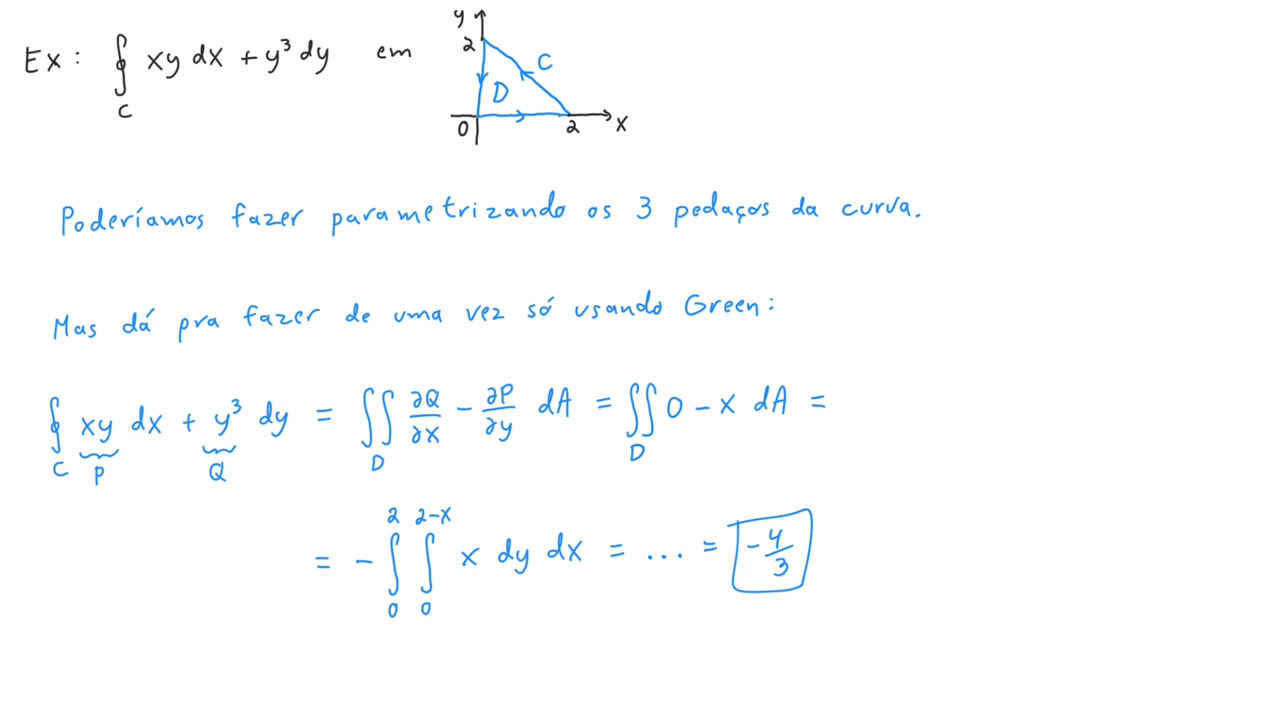 Ex: ∮_C xy dx + y³ dy em
y
2
C
D
0
2
x
Poderíamos fazer parametrizando os 3 pedaços da curva.
Mas dá pra fazer de uma vez só usando Green:
∮_C xy dx + y³ dy = ∬_D ∂Q/∂x − ∂P/∂y dA = ∬_D 0 − x dA =
P
Q
= − ∫_0^2 ∫_0^{2−x} x dy dx = ... = −4/3